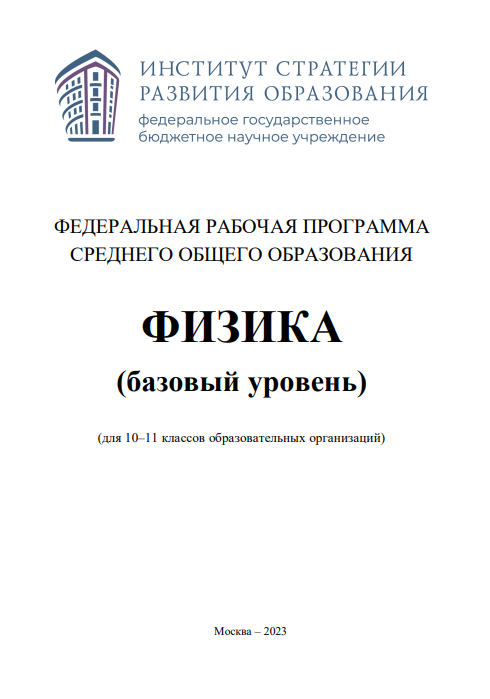 ИНСТИТУТ СТРАТЕГИИ
РАЗВИТИЯ ОБРАЗОВАНИЯ
федеральное государственное
бюджетное научное учреждение
ФЕДЕРАЛЬНАЯ РАБОЧАЯ ПРОГРАММА
СРЕДНЕГО ОБЩЕГО ОБРАЗОВАНИЯ
ФИЗИКА
(базовый уровень)
(для 10–11 классов образовательных организаций)
Москва – 2023